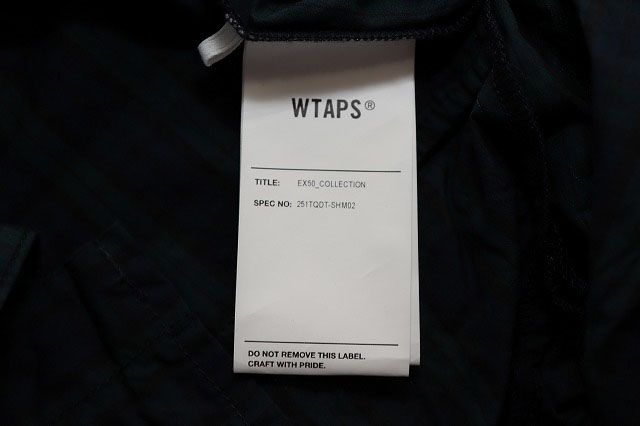 WTAPS®
TITLE: EX50_COLLECTION
SPEC NO: 251TQDT-SHM02
DO NOT REMOVE THIS LABEL.
CRAFT WITH PRIDE.